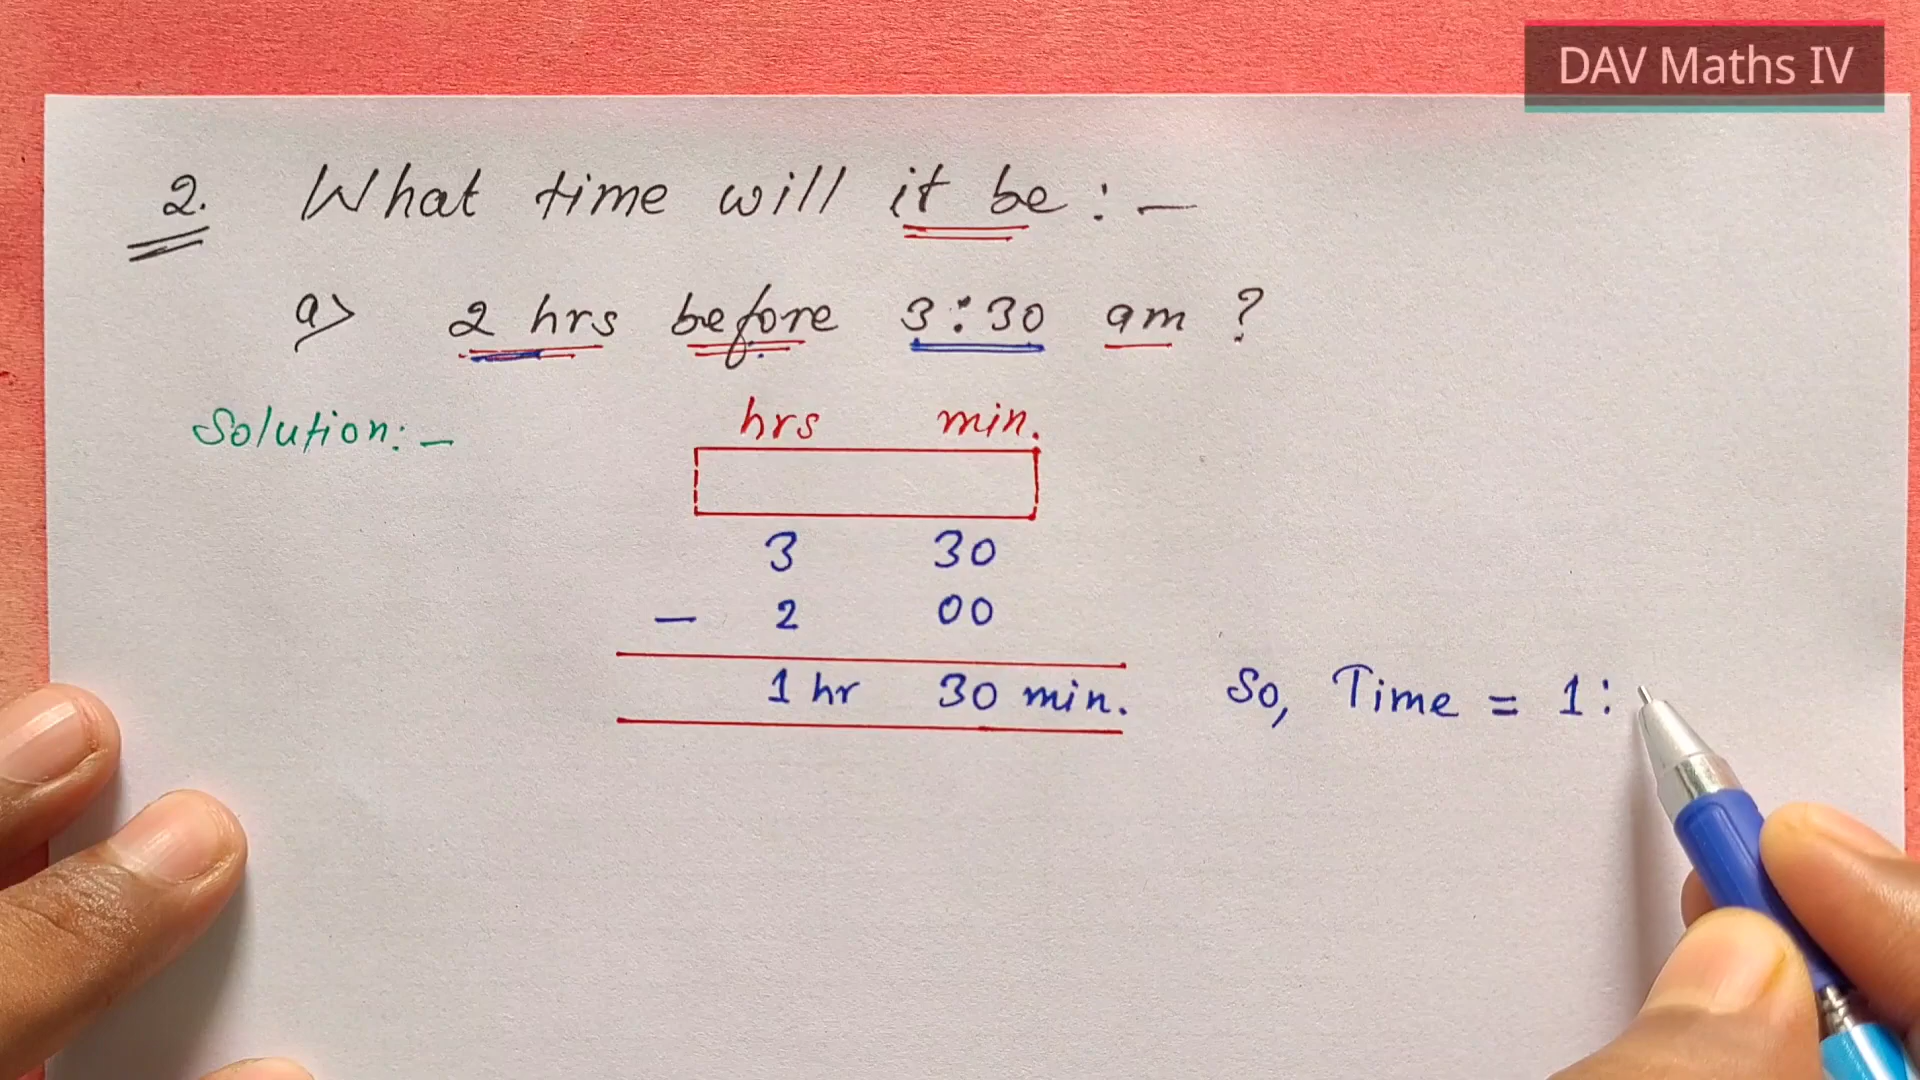 DAV Maths IV
2. What time will it be :-
a> 2 hrs before 3:30 am ?
Solution:-
hrs min.
3 30
- 2 00
1 hr 30 min. So, Time = 1: